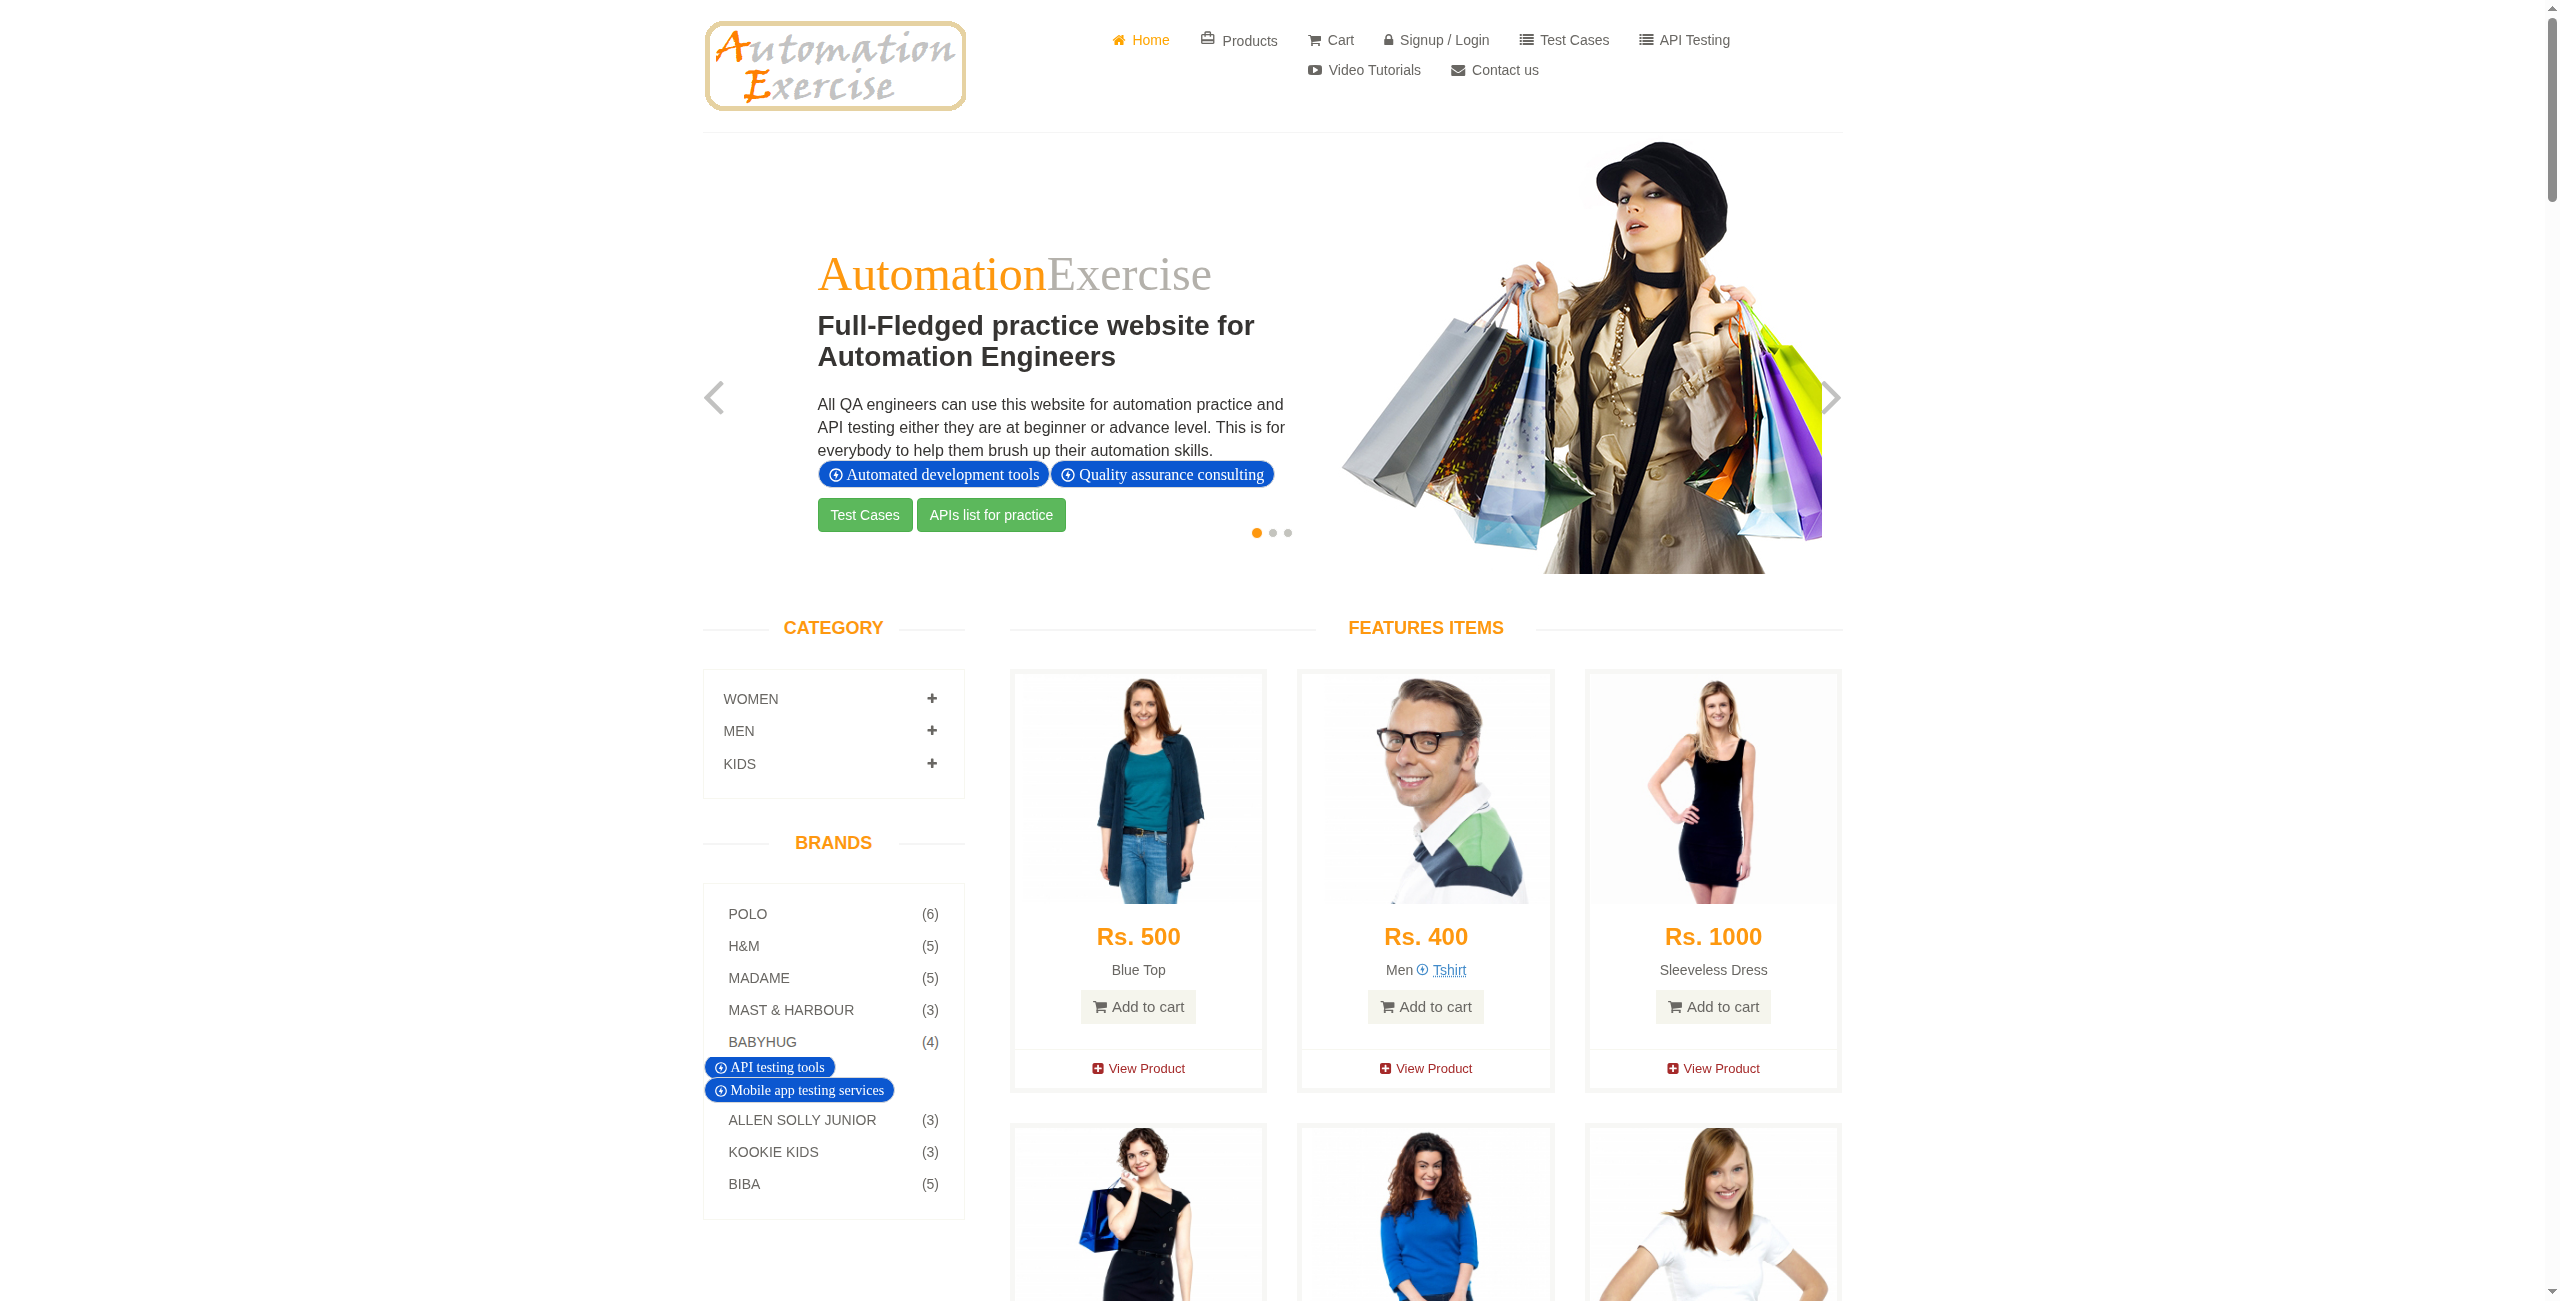 Automation
Exercise
Home Products Cart Signup / Login Test Cases API Testing
Video Tutorials Contact us
AutomationExercise
Full-Fledged practice website for
Automation Engineers
All QA engineers can use this website for automation practice and
API testing either they are at beginner or advance level. This is for
everybody to help them brush up their automation skills.
Automated development tools Quality assurance consulting
Test Cases APIs list for practice
CATEGORY
WOMEN
MEN
KIDS
BRANDS
POLO (6)
H&M (5)
MADAME (5)
MAST & HARBOUR (3)
BABYHUG (4)
API testing tools
Mobile app testing services
ALLEN SOLLY JUNIOR (3)
KOOKIE KIDS (3)
BIBA (5)
FEATURES ITEMS
Rs. 500
Blue Top
Add to cart
View Product
Rs. 400
Men Tshirt
Add to cart
View Product
Rs. 1000
Sleeveless Dress
Add to cart
View Product